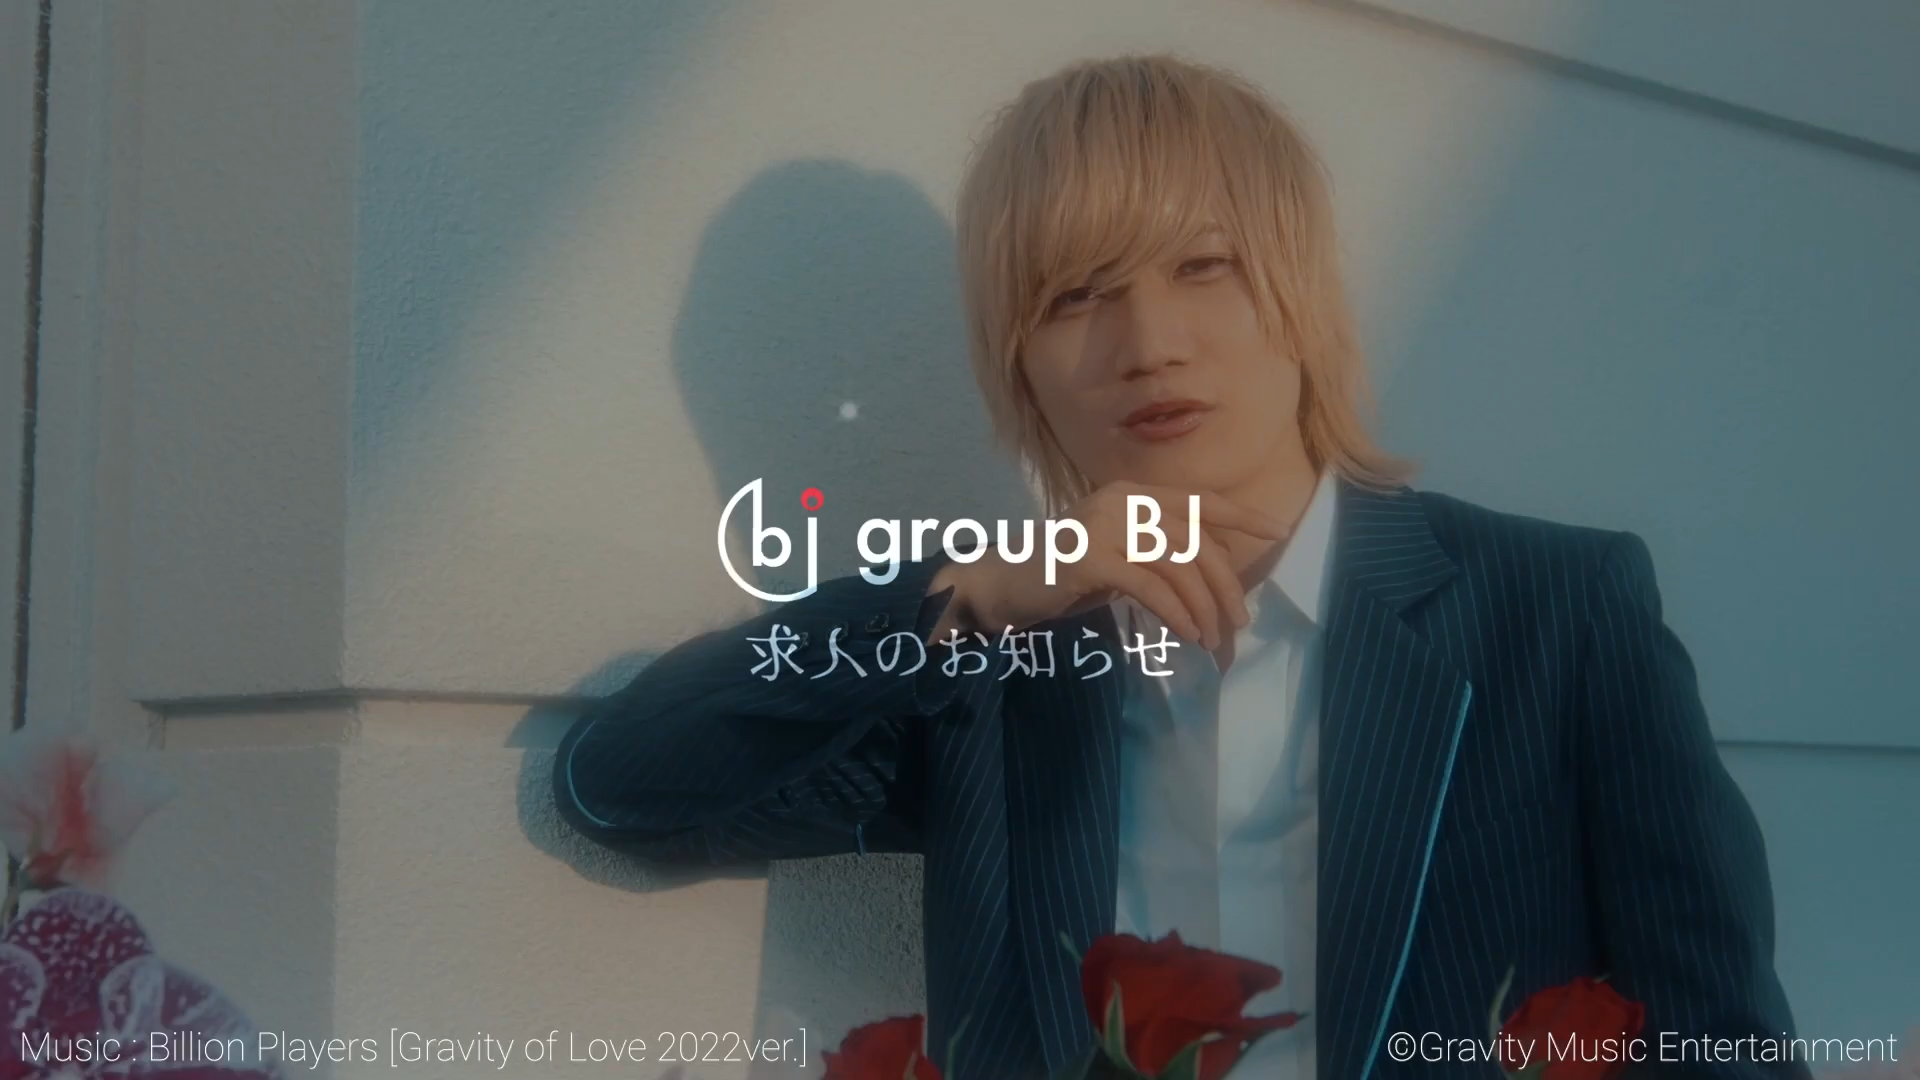 bj group BJ
求人のお知らせ
Music : Billion Players [Gravity of Love 2022ver.]
©Gravity Music Entertainment